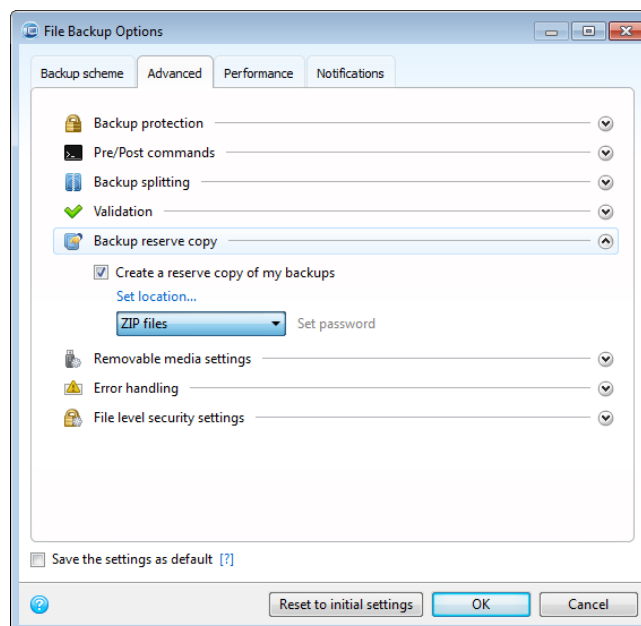 File Backup Options
Backup scheme Advanced Performance Notifications
Backup protection
Pre/Post commands
Backup splitting
Validation
Backup reserve copy
Create a reserve copy of my backups
Set location...
ZIP files Set password
Removable media settings
Error handling
File level security settings
Save the settings as default [?]
Reset to initial settings OK Cancel